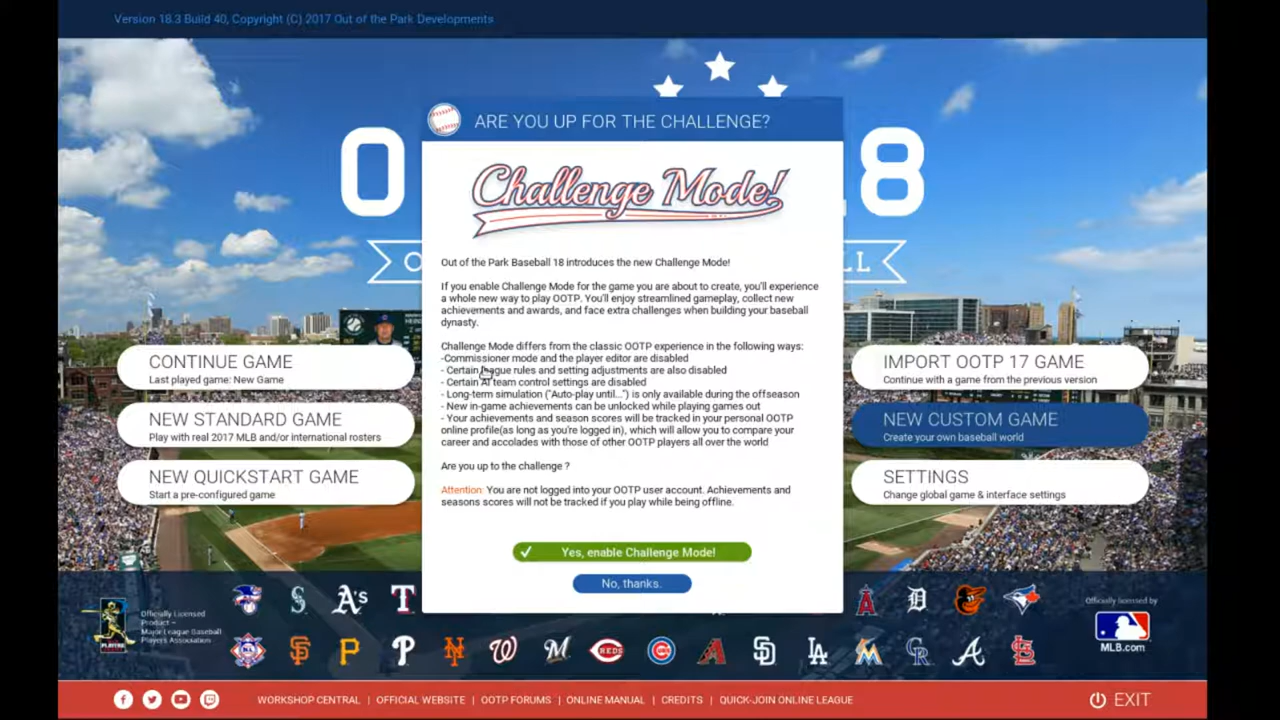 Version 18.3 Build 40, Copyright (C) 2017 Out of the Park Developments
ARE YOU UP FOR THE CHALLENGE?
Challenge Mode!
Out of the Park Baseball 18 introduces the new Challenge Mode!
If you enable Challenge Mode for the game you are about to create, you'll experience
a whole new way to play OOTP. You'll enjoy streamlined gameplay, collect new
achievements and awards, and face extra challenges when building your baseball
dynasty.
Challenge Mode differs from the classic OOTP experience in the following ways:
-Commissioner mode and the player editor are disabled
- Certain league rules and setting adjustments are also disabled
- Certain AI team control settings are disabled
- Long-term simulation ("Auto-play until...") is only available during the offseason
- New in-game achievements can be unlocked while playing games out
- Your achievements and season scores will be tracked in your personal OOTP
online profile(as long as you're logged in), which will allow you to compare your
career and accolades with those of other OOTP players all over the world
Are you up to the challenge ?
Attention: You are not logged into your OOTP user account. Achievements and
seasons scores will not be tracked if you play while being offline.
Yes, enable Challenge Mode!
No, thanks.
O
8
O
LL
CONTINUE GAME
Last played game: New Game
NEW STANDARD GAME
Play with real 2017 MLB and/or international rosters
NEW QUICKSTART GAME
Start a pre-configured game
IMPORT OOTP 17 GAME
Continue with a game from the previous version
NEW CUSTOM GAME
Create your own baseball world
SETTINGS
Change global game & interface settings
PLAYERS
Officially Licensed
Product –
Major League Baseball
Players Association
S
A's
T
A
D
P
P
NY
W
M
REDS
A
SD
LA
M
CR
A
Officially licensed by
MLB.com
WORKSHOP CENTRAL | OFFICIAL WEBSITE | OOTP FORUMS | ONLINE MANUAL | CREDITS | QUICK-JOIN ONLINE LEAGUE
EXIT